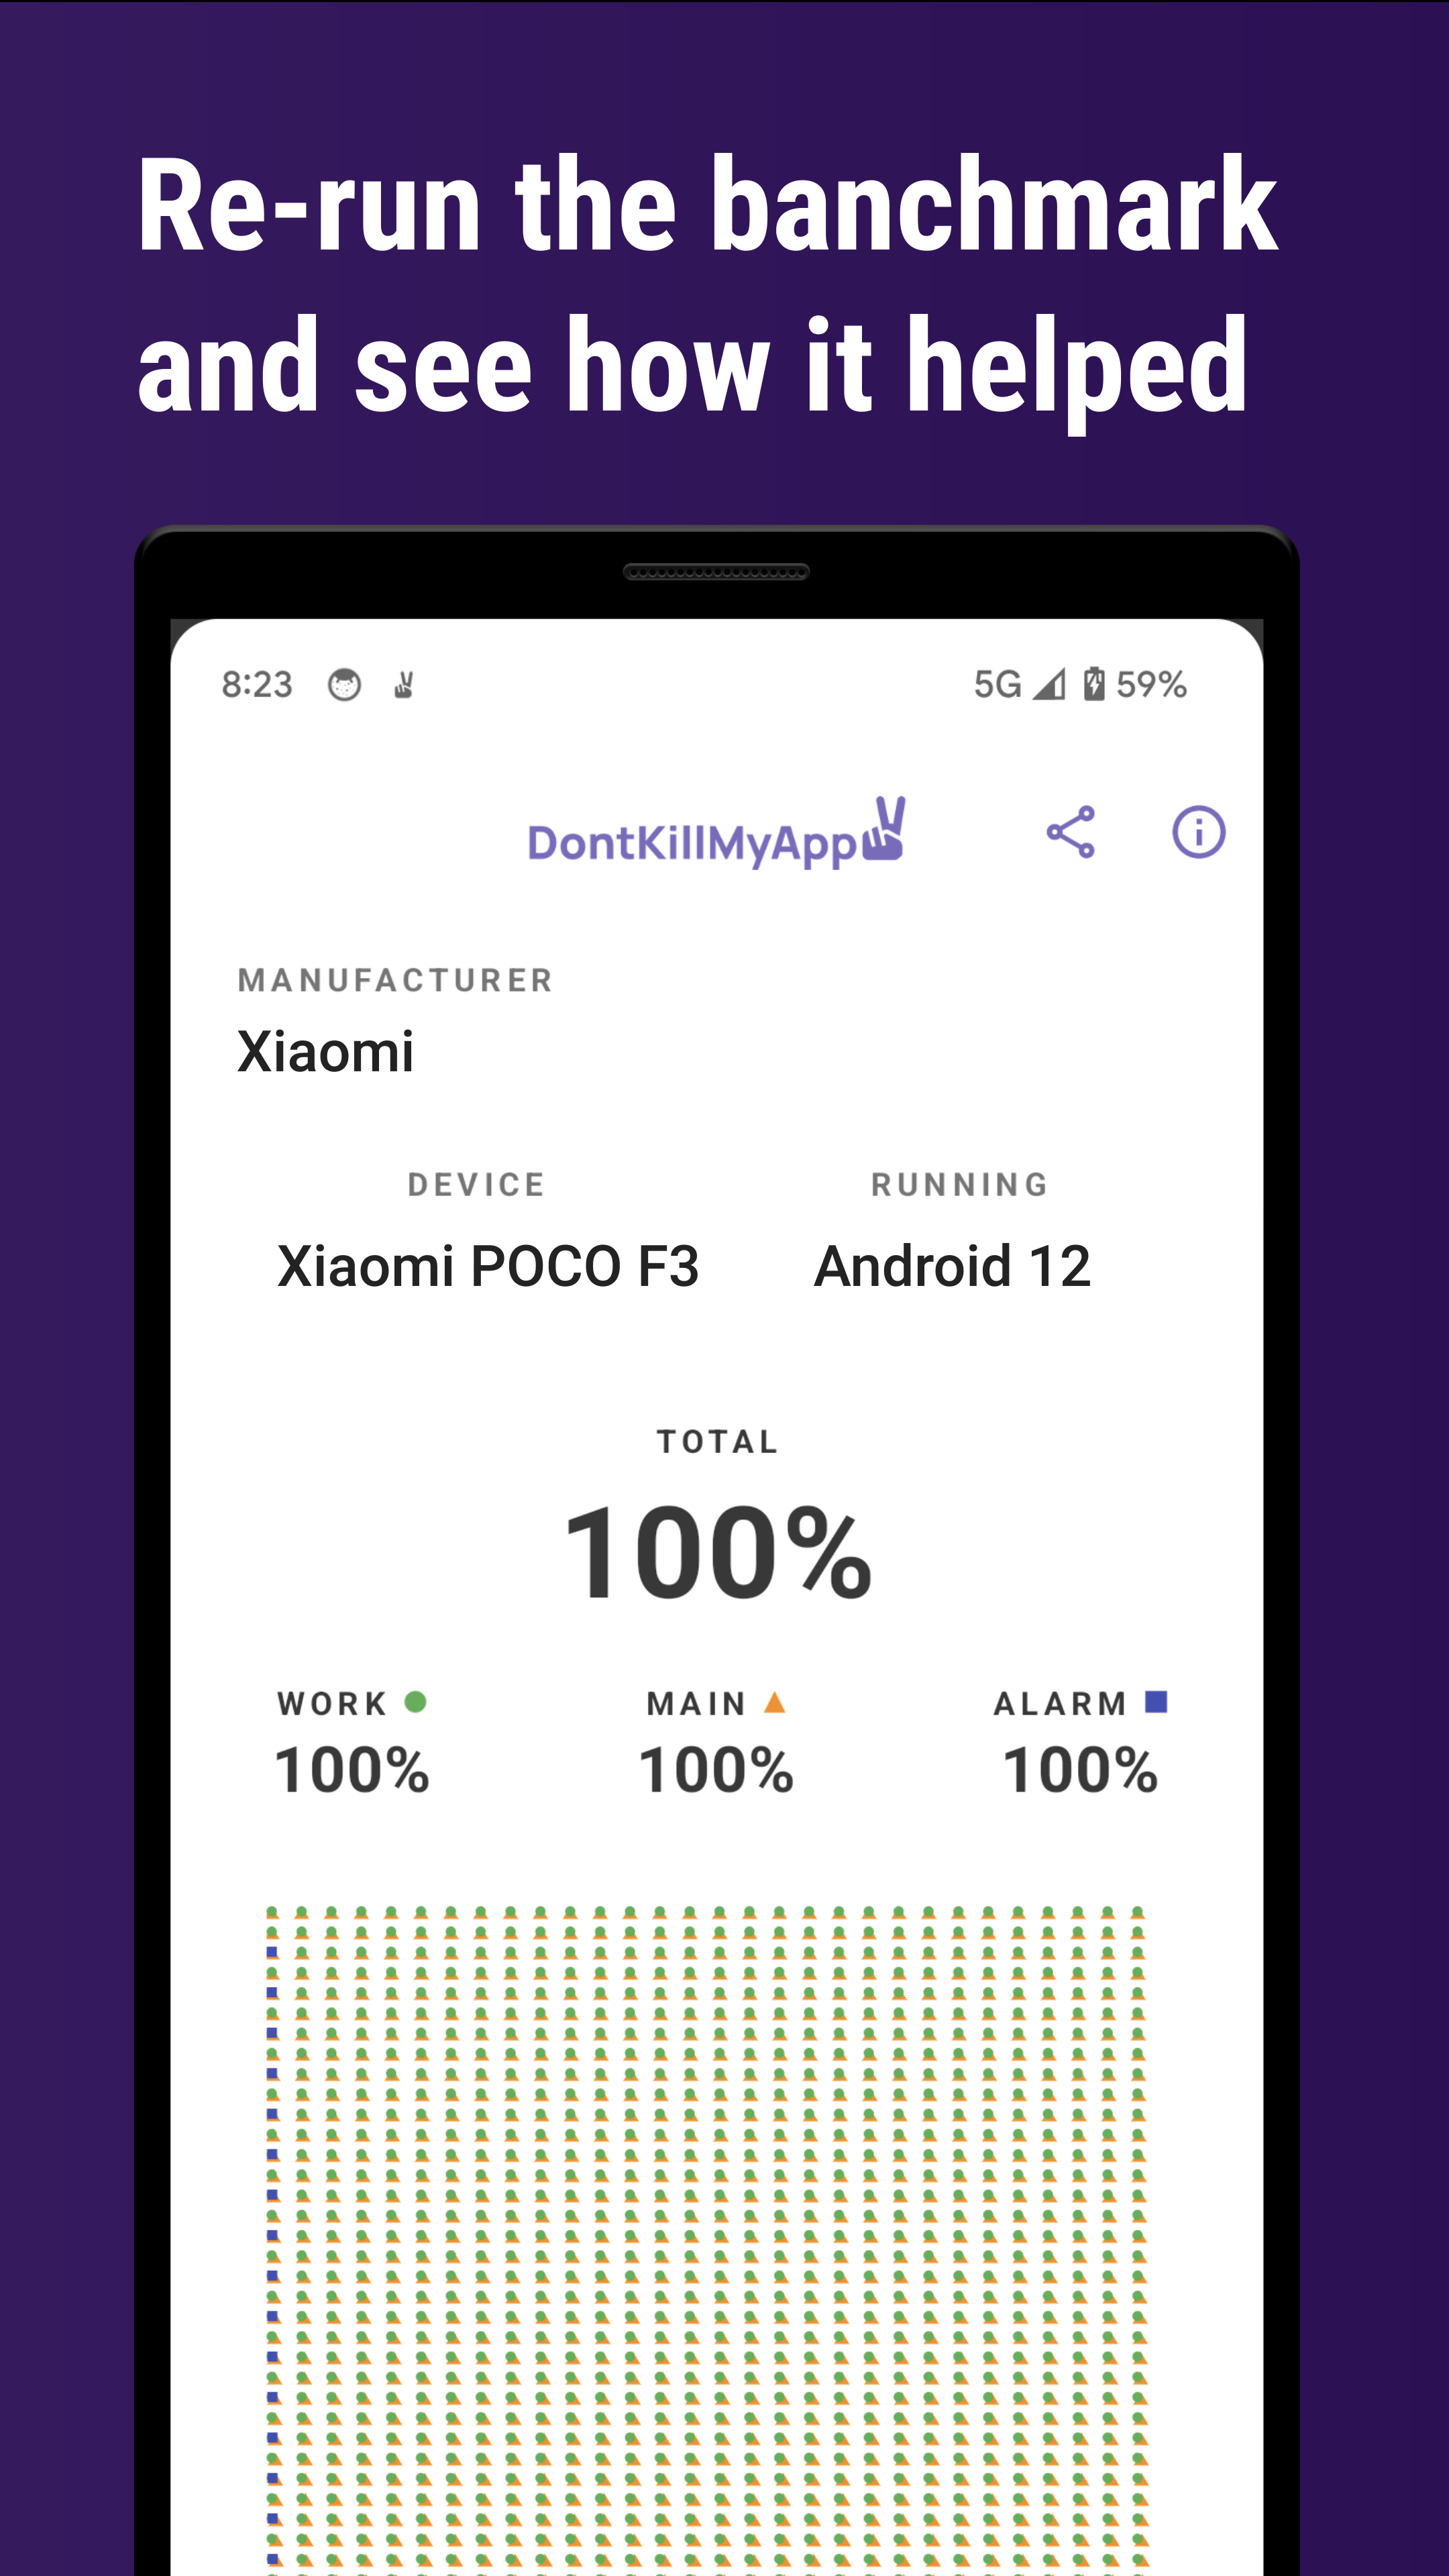 Re-run the banchmark
and see how it helped
8:23 5G 59%
DontKillMyApp
MANUFACTURER
Xiaomi
DEVICE RUNNING
Xiaomi POCO F3 Android 12
TOTAL
100%
WORK MAIN ALARM
100% 100% 100%